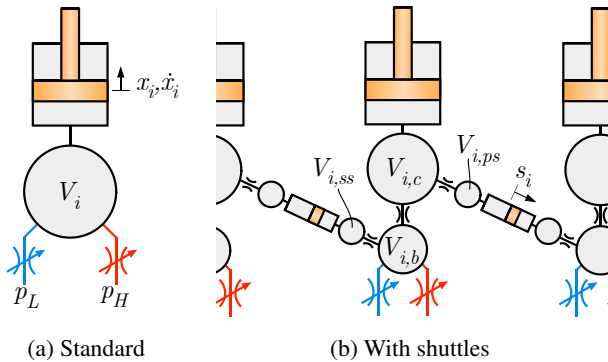 x_i, ẋ_i
V_i
p_L
p_H
(a) Standard
V_{i,ss}
V_{i,c}
V_{i,ps}
s_i
V_{i,b}
(b) With shuttles